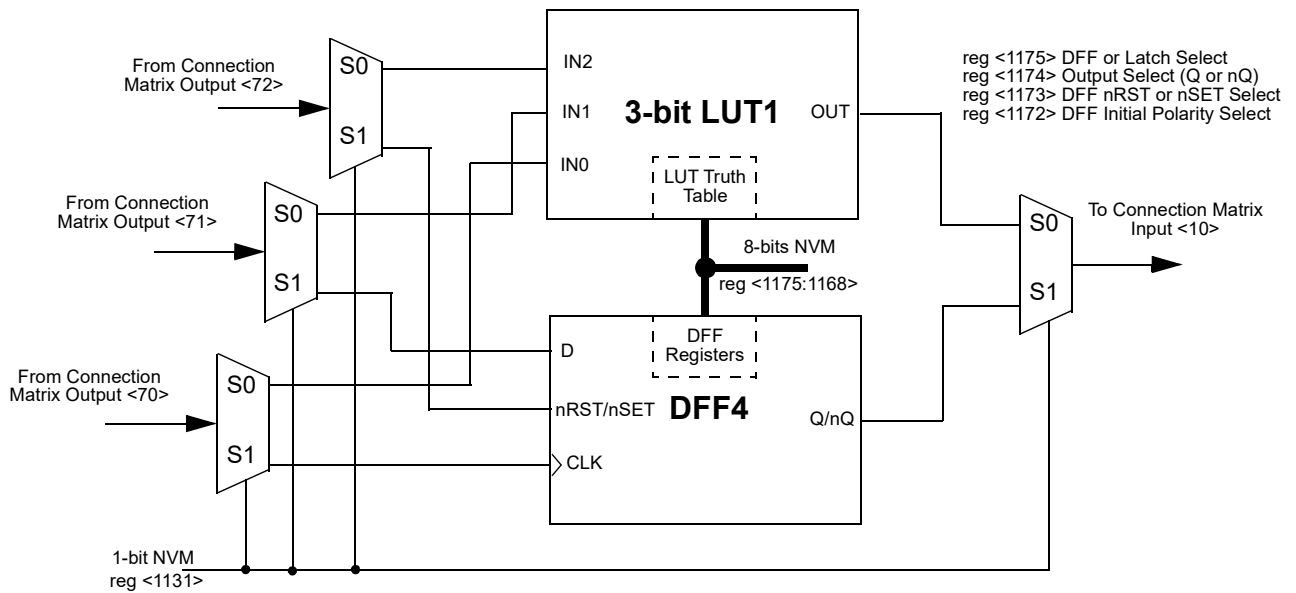 From Connection
Matrix Output <72>
S0
S1
IN2
IN1
IN0
3-bit LUT1
OUT
LUT Truth
Table
reg <1175> DFF or Latch Select
reg <1174> Output Select (Q or nQ)
reg <1173> DFF nRST or nSET Select
reg <1172> DFF Initial Polarity Select
From Connection
Matrix Output <71>
S0
S1
8-bits NVM
reg <1175:1168>
S0
S1
To Connection Matrix
Input <10>
From Connection
Matrix Output <70>
S0
S1
DFF
Registers
D
nRST/nSET
DFF4
Q/nQ
CLK
1-bit NVM
reg <1131>